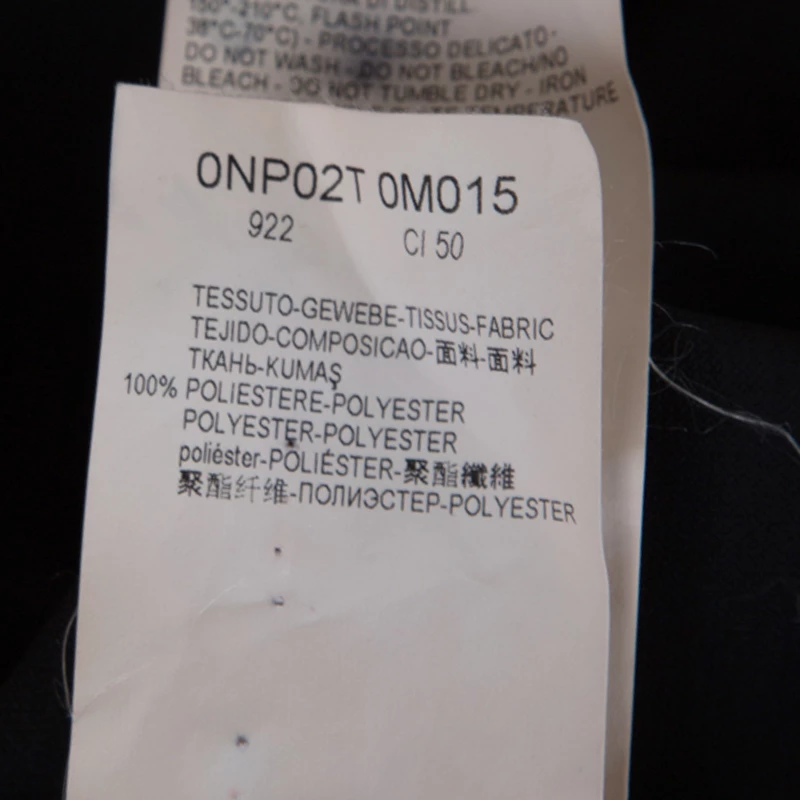 150°-210°C, FLASH POINT
38°C-70°C) - PROCESSO DELICATO-
DO NOT WASH - DO NOT BLEACH/NO
BLEACH - DO NOT TUMBLE DRY - IRON
TEMPERATURE
0NP02T 0M015
922 CI 50
TESSUTO-GEWEBE-TISSUS-FABRIC
TEJIDO-COMPOSICAO-面料-面料
ТКАНЬ-KUMAŞ
100% POLIESTERE-POLYESTER
POLYESTER-POLYESTER
poliéster-POLIÉSTER-聚酯纖維
聚酯纤维-ПОЛИЭСТЕР-POLYESTER